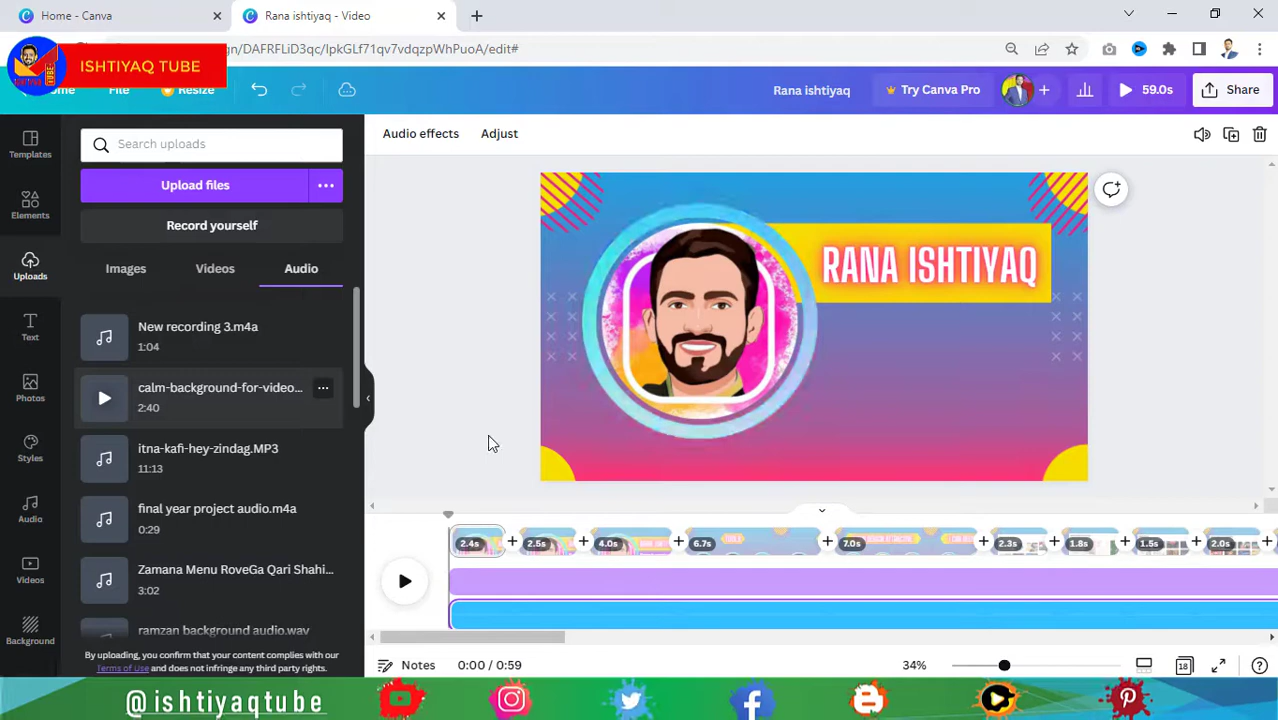 Home - Canva
Rana ishtiyaq - Video
gn/DAFRFLiD3qc/lpkGLf71qv7vdqzpWhPuoA/edit#
ISHTIYAQ TUBE
File
Resize
Rana ishtiyaq
Try Canva Pro
59.0s
Share
Templates
Elements
Uploads
Text
Photos
Styles
Audio
Videos
Background
Search uploads
Upload files
Record yourself
Images
Videos
Audio
New recording 3.m4a
1:04
calm-background-for-video...
2:40
itna-kafi-hey-zindag.MP3
11:13
final year project audio.m4a
0:29
Zamana Menu RoveGa Qari Shahi...
3:02
ramzan background audio.wav
By uploading, you confirm that your content complies with our
Terms of Use and does not infringe any third party rights.
Audio effects
Adjust
RANA ISHTIYAQ
2.4s
2.5s
4.0s
6.7s
7.0s
2.3s
1.8s
1.5s
2.0s
Notes
0:00 / 0:59
34%
18
@ishtiyaqtube